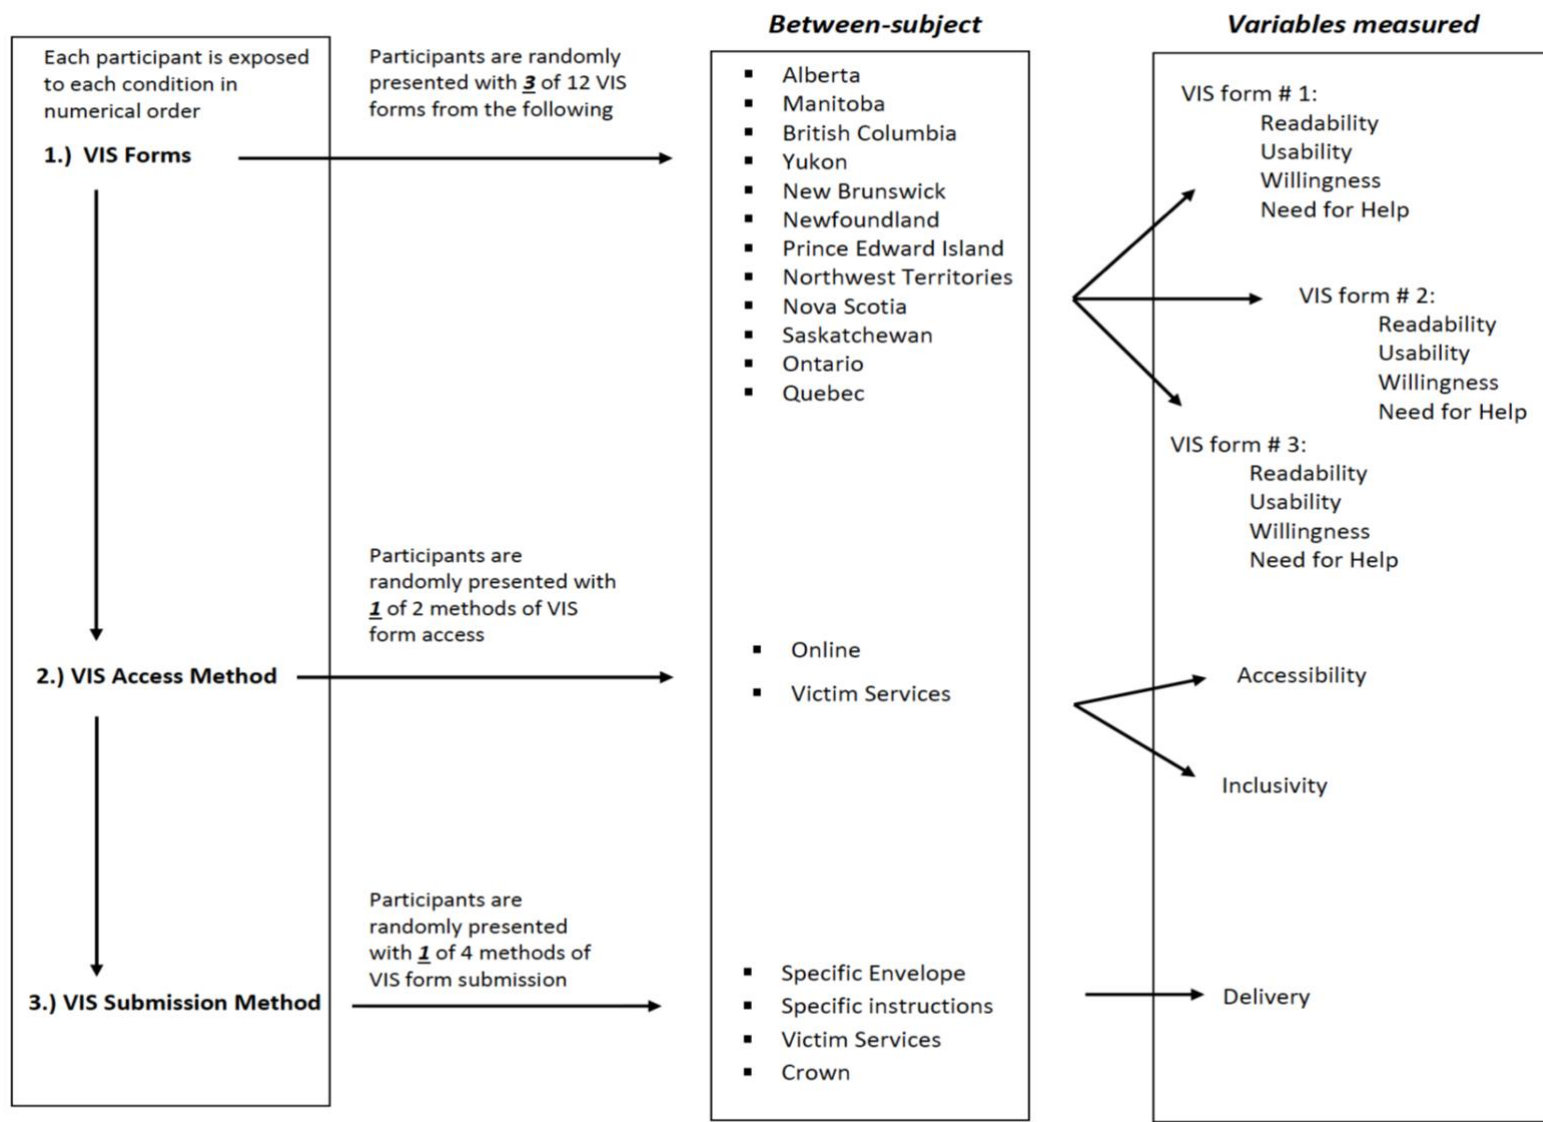 Between-subject
Variables measured
Each participant is exposed
to each condition in
numerical order
1.) VIS Forms
Participants are randomly
presented with 3 of 12 VIS
forms from the following
▪ Alberta
▪ Manitoba
▪ British Columbia
▪ Yukon
▪ New Brunswick
▪ Newfoundland
▪ Prince Edward Island
▪ Northwest Territories
▪ Nova Scotia
▪ Saskatchewan
▪ Ontario
▪ Quebec
VIS form # 1:
Readability
Usability
Willingness
Need for Help
VIS form # 2:
Readability
Usability
Willingness
Need for Help
VIS form # 3:
Readability
Usability
Willingness
Need for Help
2.) VIS Access Method
Participants are
randomly presented with
1 of 2 methods of VIS
form access
▪ Online
▪ Victim Services
Accessibility
Inclusivity
3.) VIS Submission Method
Participants are
randomly presented
with 1 of 4 methods of
VIS form submission
▪ Specific Envelope
▪ Specific instructions
▪ Victim Services
▪ Crown
Delivery